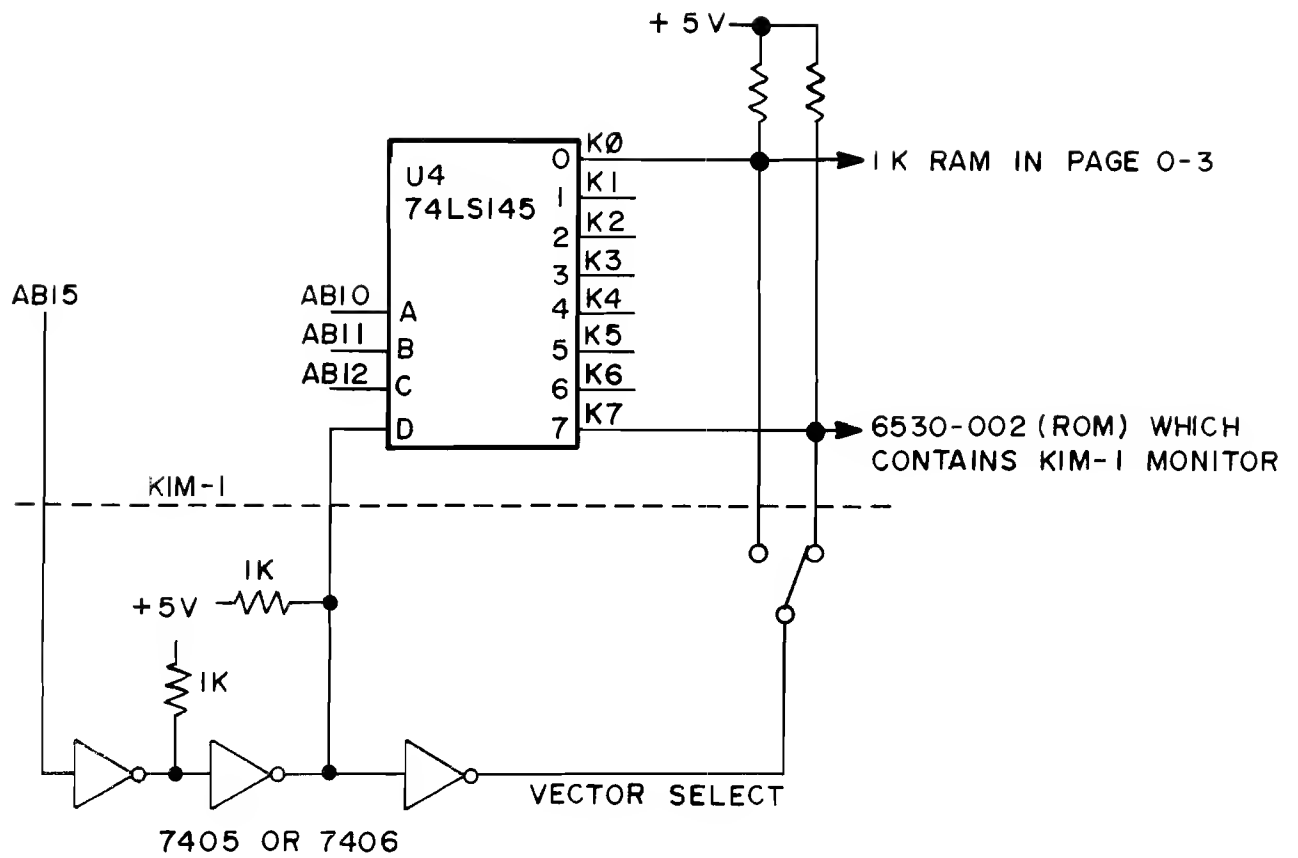 + 5 V
U4
74LS145
0 KØ
1 K1
2 K2
3 K3
4 K4
5 K5
6 K6
7 K7
1 K RAM IN PAGE 0-3
AB15
AB10 A
AB11 B
AB12 C
D
6530-002 (ROM) WHICH
CONTAINS KIM-1 MONITOR
KIM-1
1K
+5V
1K
VECTOR SELECT
7405 OR 7406